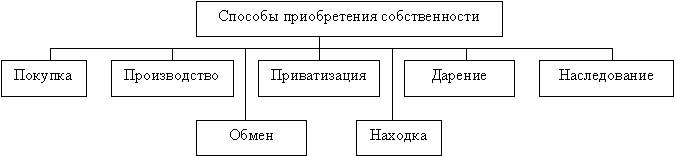 Способы приобретения собственности
Покупка
Производство
Приватизация
Дарение
Наследование
Обмен
Находка